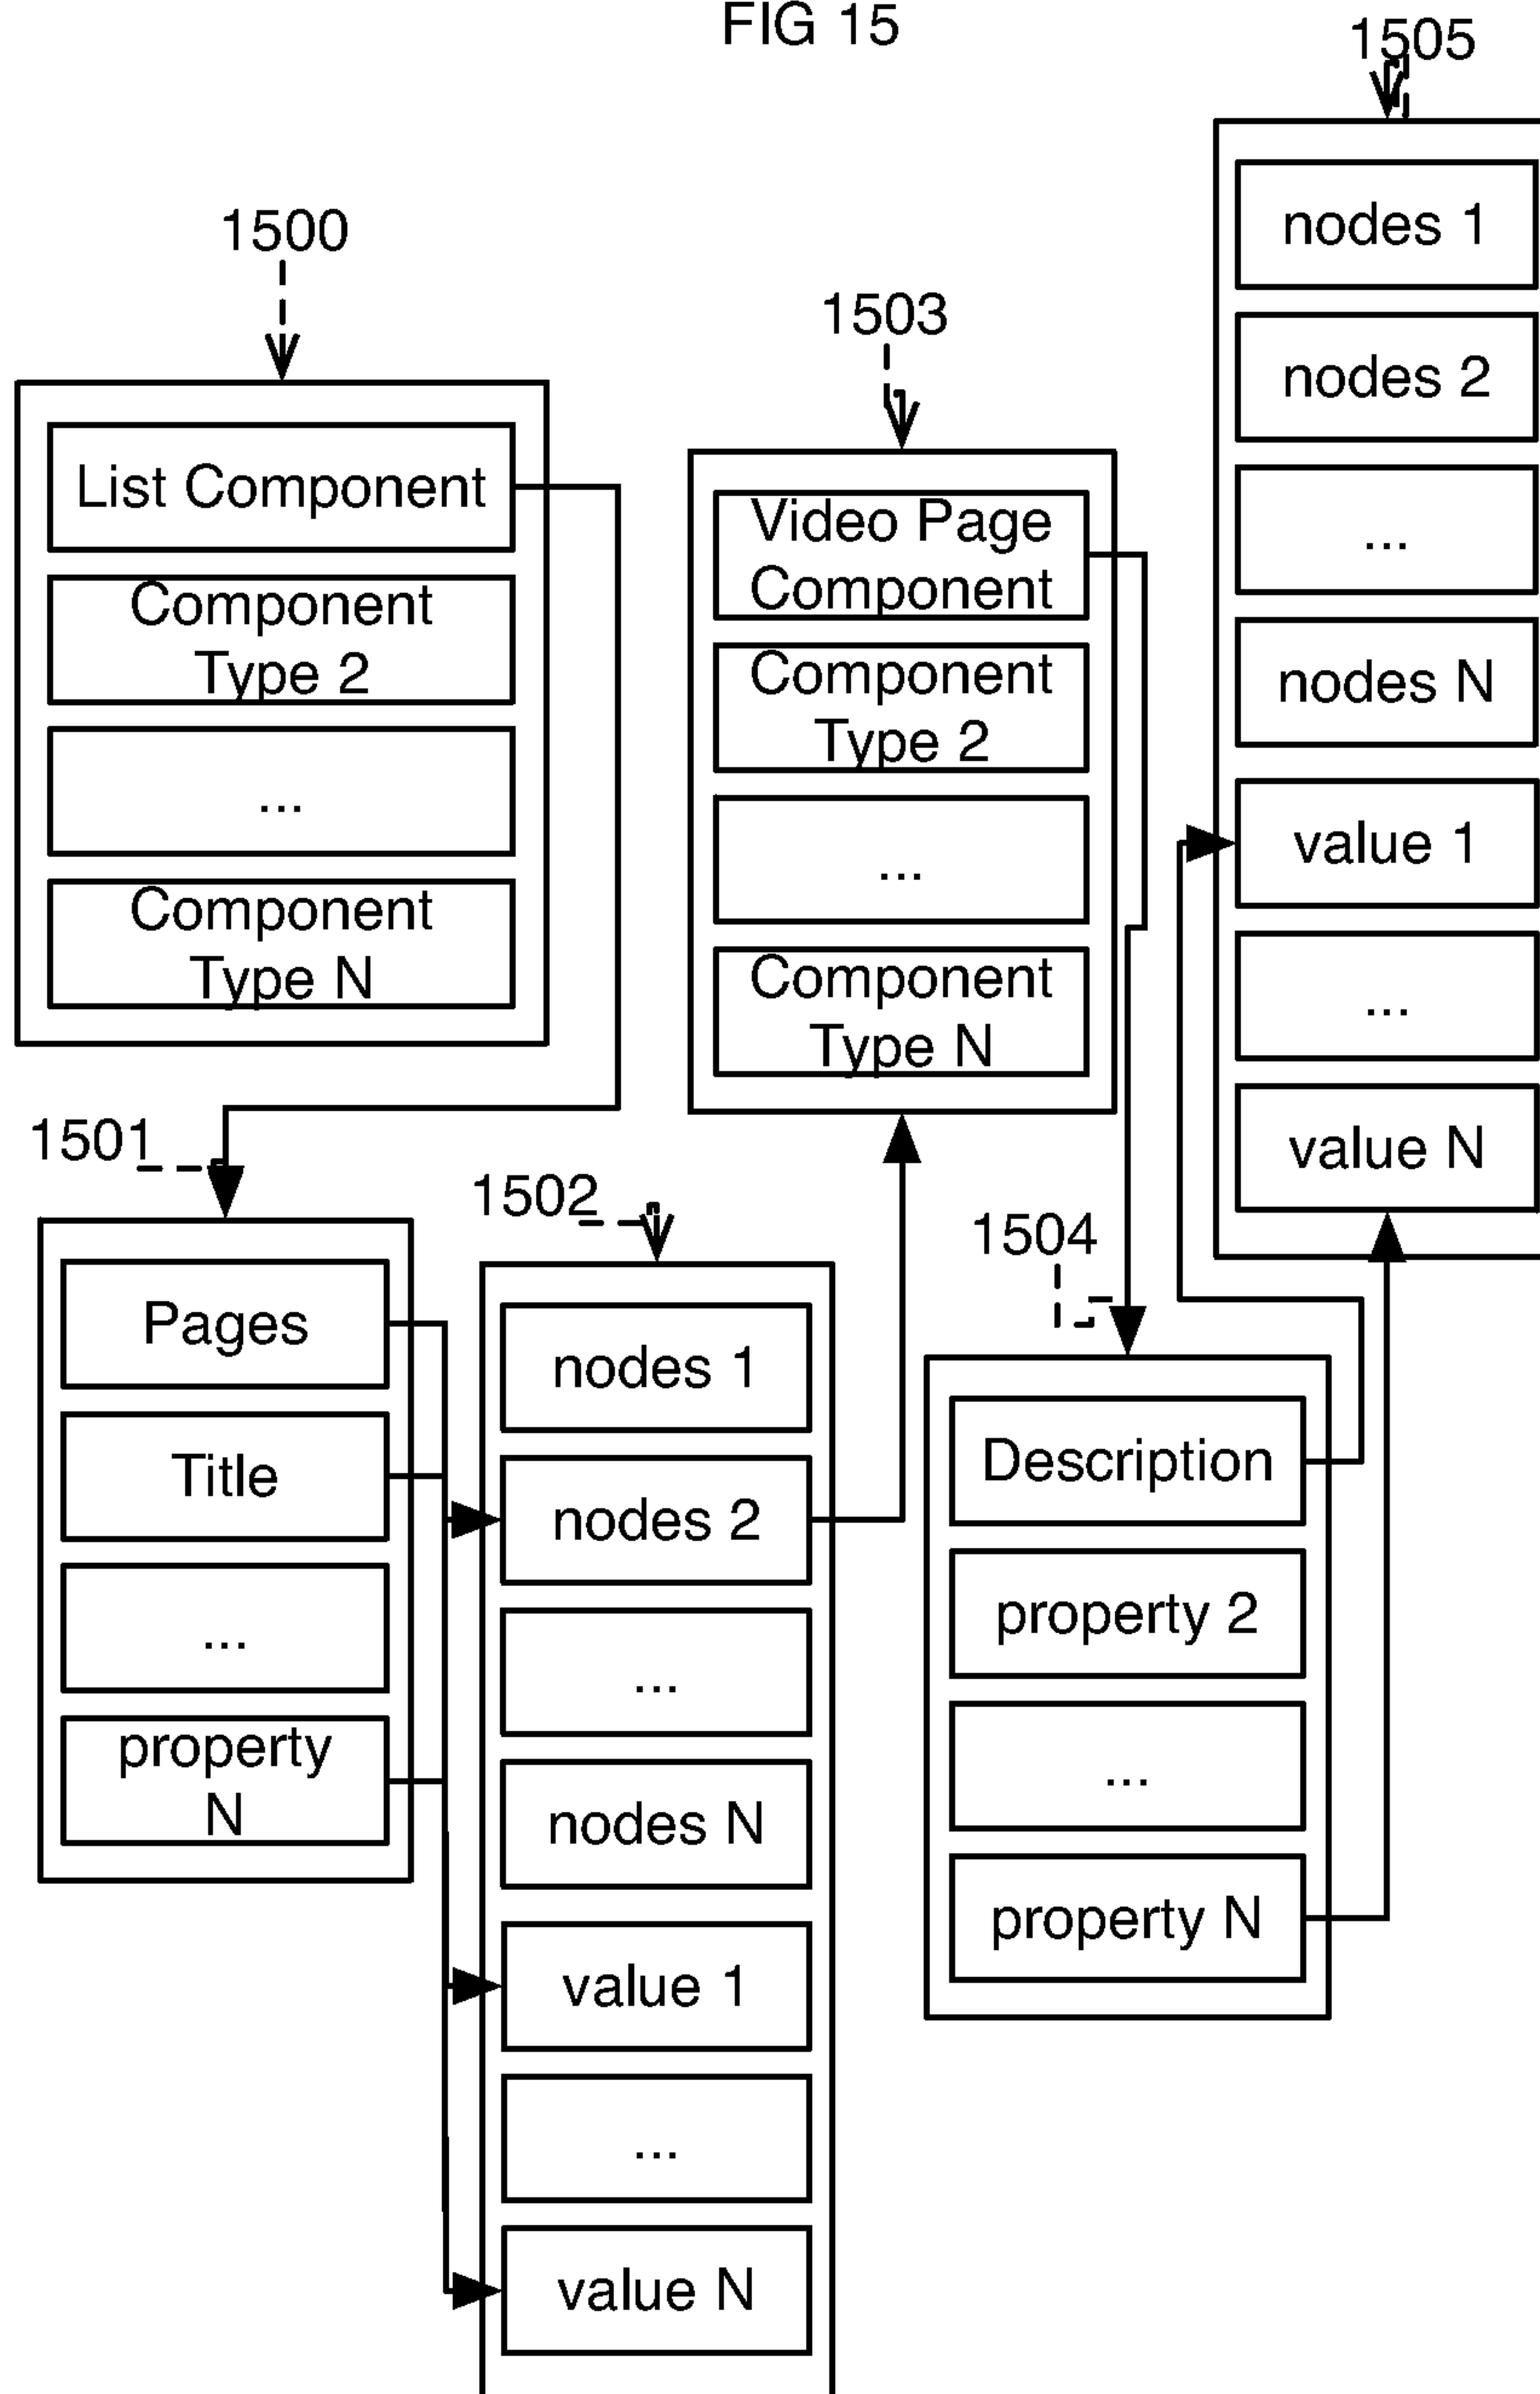 FIG 15
1500
List Component
Component
Type 2
...
Component
Type N
1501
Pages
Title
...
property
N
1502
nodes 1
nodes 2
...
nodes N
value 1
...
value N
1503
Video Page
Component
Component
Type 2
...
Component
Type N
1504
Description
property 2
...
property N
1505
nodes 1
nodes 2
...
nodes N
value 1
...
value N